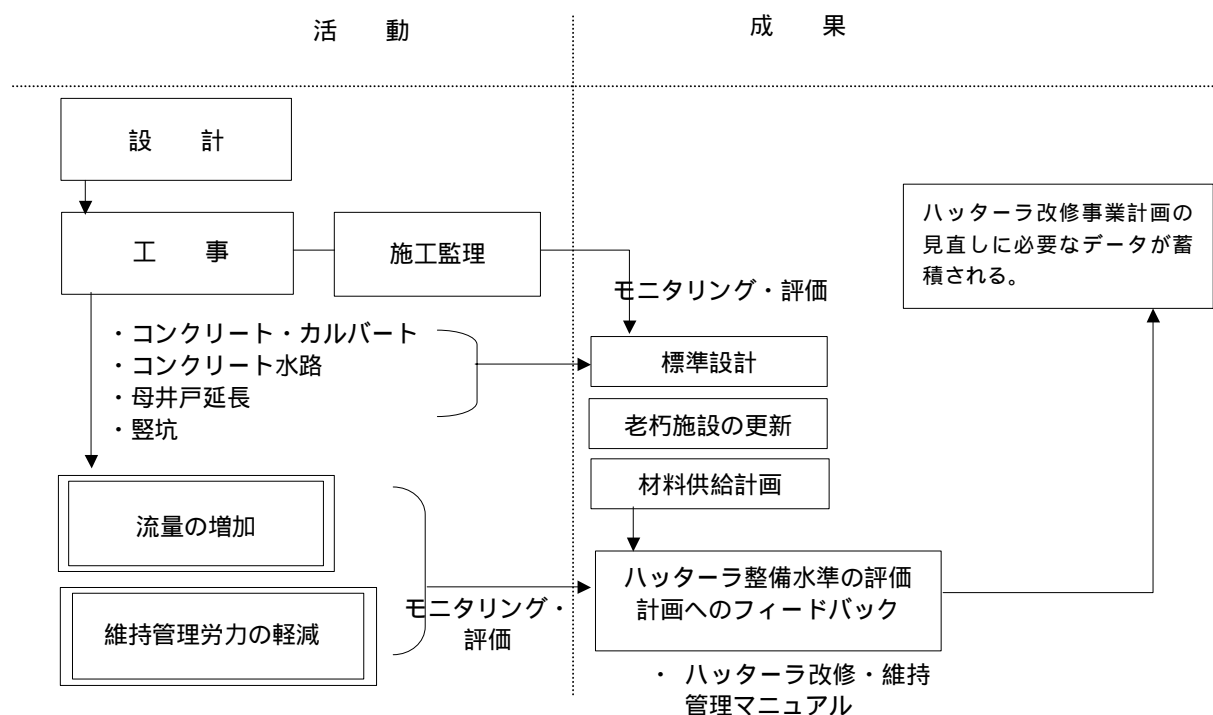 活　　動
成　　果
設　　計
工　　事
施工監理
ハッターラ改修事業計画の
見直しに必要なデータが蓄
積される。
モニタリング・評価
・コンクリート・カルバート
・コンクリート水路
・母井戸延長
・竪坑
標準設計
老朽施設の更新
材料供給計画
流量の増加
維持管理労力の軽減
モニタリング・
評価
ハッターラ整備水準の評価
計画へのフィードバック
・ ハッターラ改修・維持
管理マニュアル